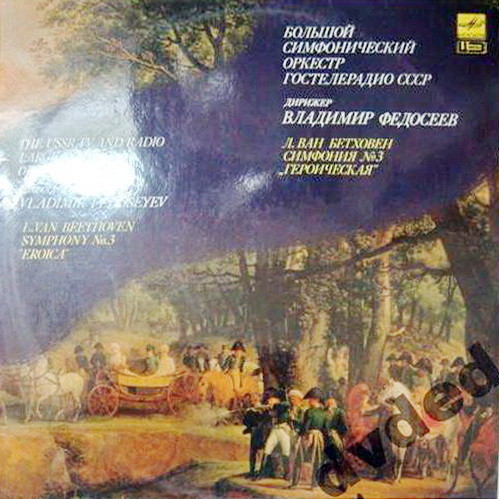 БОЛЬШОЙ
СИМФОНИЧЕСКИЙ
ОРКЕСТР
ГОСТЕЛЕРАДИО СССР
ДИРИЖЕР
ВЛАДИМИР ФЕДОСЕЕВ
Л. ВАН БЕТХОВЕН
СИМФОНИЯ №3
„ГЕРОИЧЕСКАЯ"
THE USSR TV AND RADIO
VLADIMIR
L. VAN BEETHOVEN
SYMPHONY No.3
"EROICA"
dvded